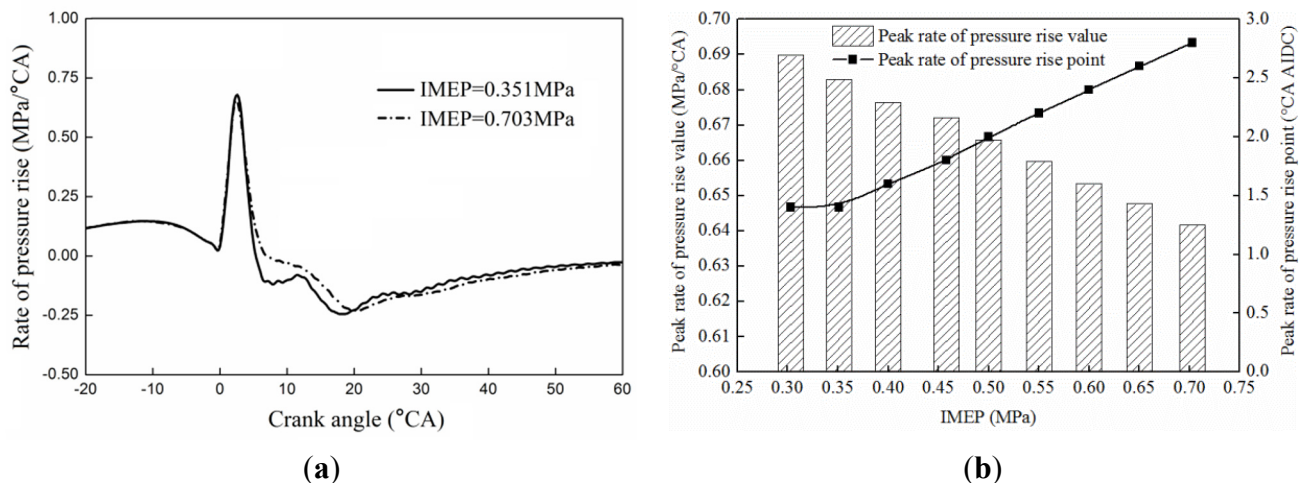 Rate of pressure rise (MPa/°CA)
1.00
0.75
0.50
0.25
0.00
-0.25
-0.50
IMEP=0.351MPa
IMEP=0.703MPa
-20 -10 0 10 20 30 40 50 60
Crank angle (°CA)
(a)
Peak rate of pressure rise value (MPa/°CA)
0.70
0.69
0.68
0.67
0.66
0.65
0.64
0.63
0.62
0.61
0.60
Peak rate of pressure rise value
Peak rate of pressure rise point
3.0
2.5
2.0
1.5
1.0
0.5
0.0
Peak rate of pressure rise point (°CA AIDC)
0.25 0.30 0.35 0.40 0.45 0.50 0.55 0.60 0.65 0.70 0.75
IMEP (MPa)
(b)